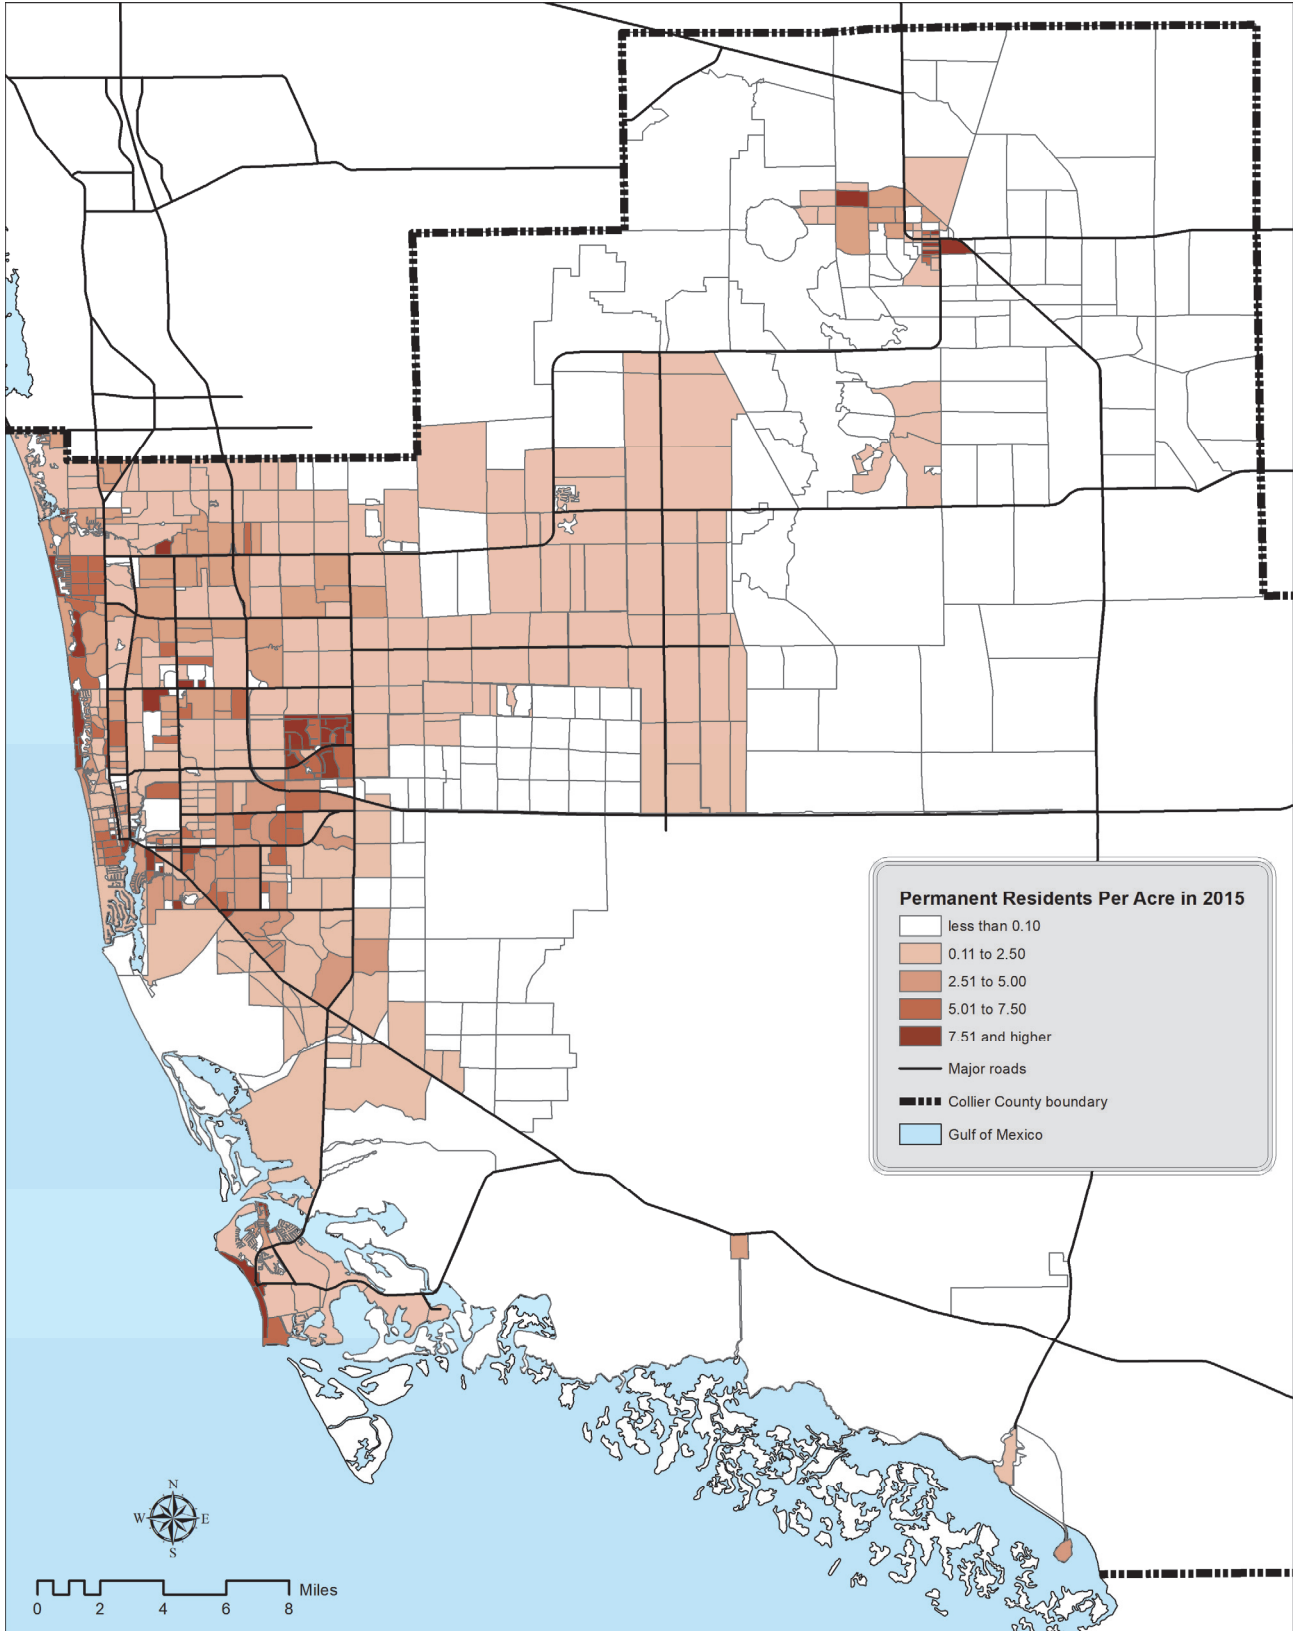 Permanent Residents Per Acre in 2015
less than 0.10
0.11 to 2.50
2.51 to 5.00
5.01 to 7.50
7.51 and higher
Major roads
Collier County boundary
Gulf of Mexico
N
W E
S
Miles
0 2 4 6 8